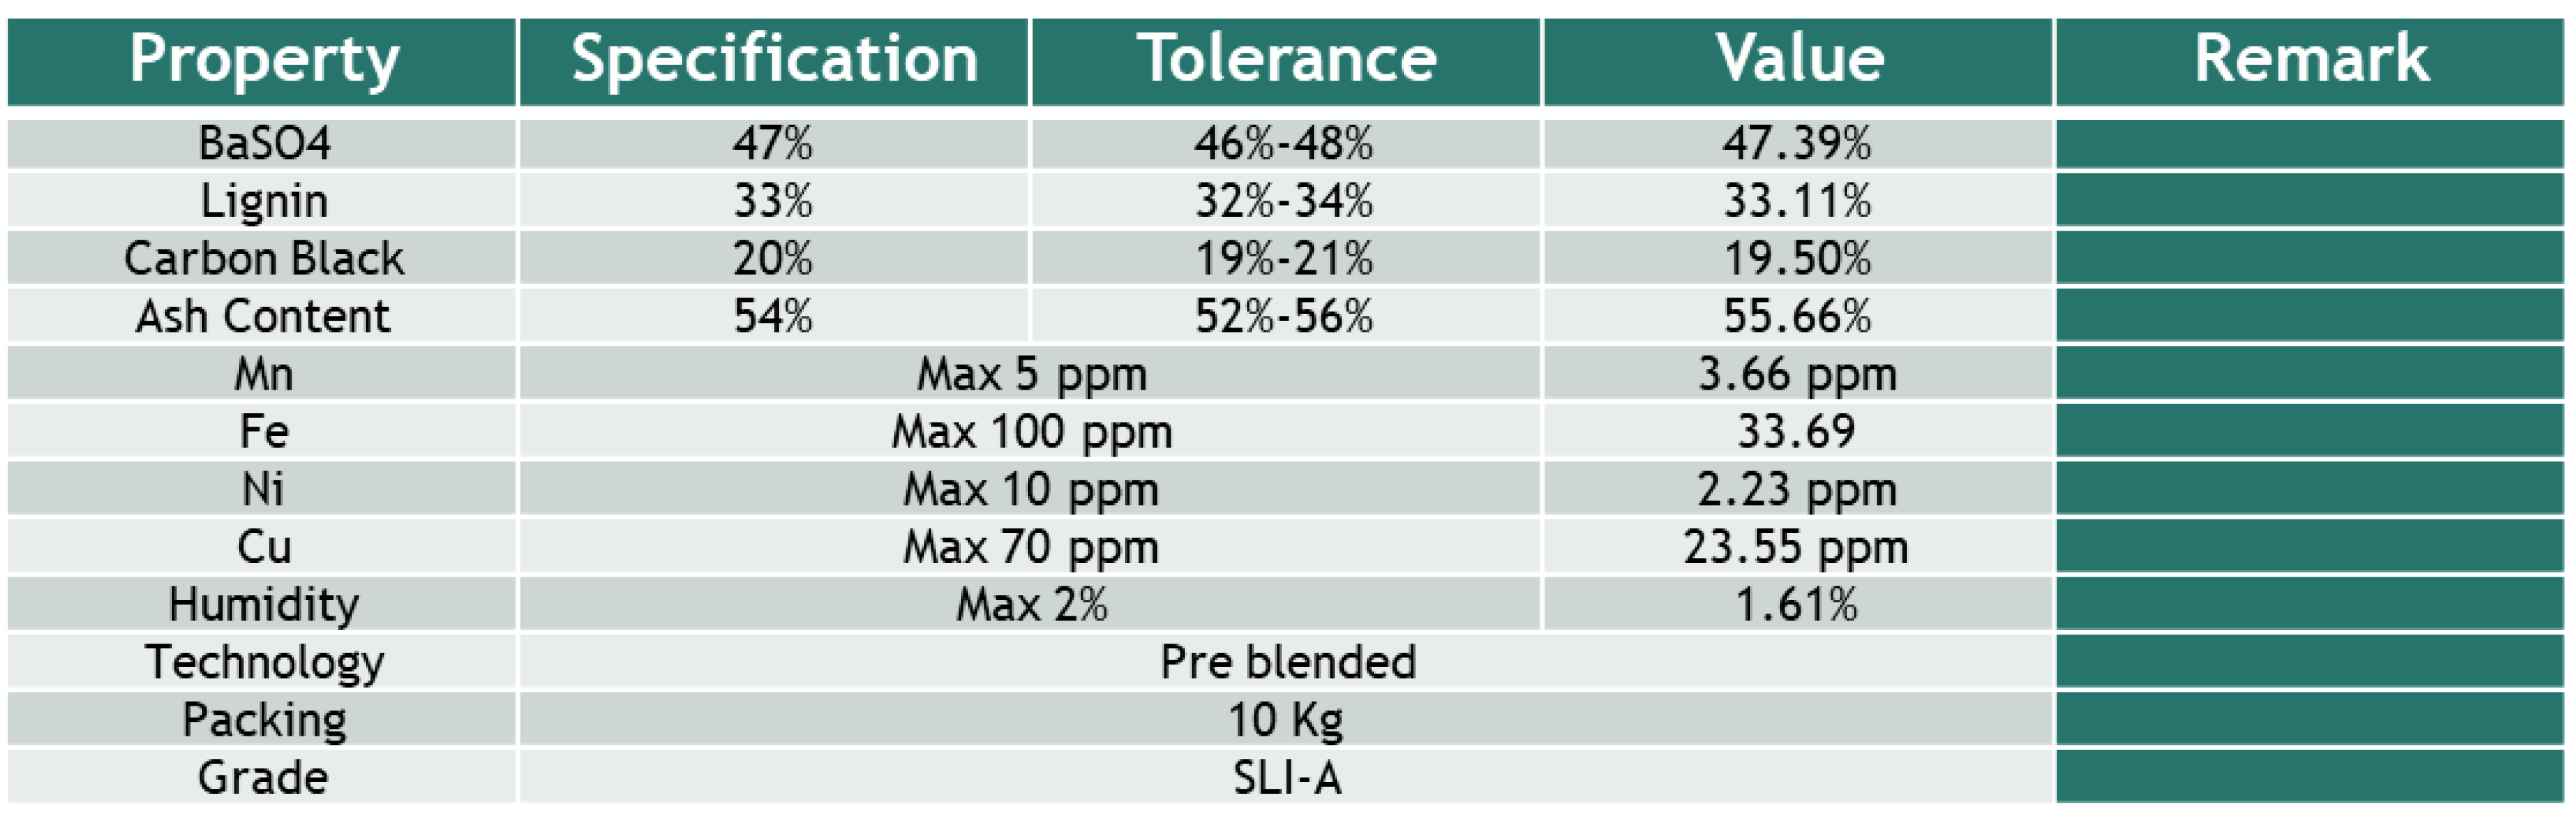 Property Specification Tolerance Value Remark
BaSO4 47% 46%-48% 47.39%
Lignin 33% 32%-34% 33.11%
Carbon Black 20% 19%-21% 19.50%
Ash Content 54% 52%-56% 55.66%
Mn Max 5 ppm 3.66 ppm
Fe Max 100 ppm 33.69
Ni Max 10 ppm 2.23 ppm
Cu Max 70 ppm 23.55 ppm
Humidity Max 2% 1.61%
Technology Pre blended
Packing 10 Kg
Grade SLI-A